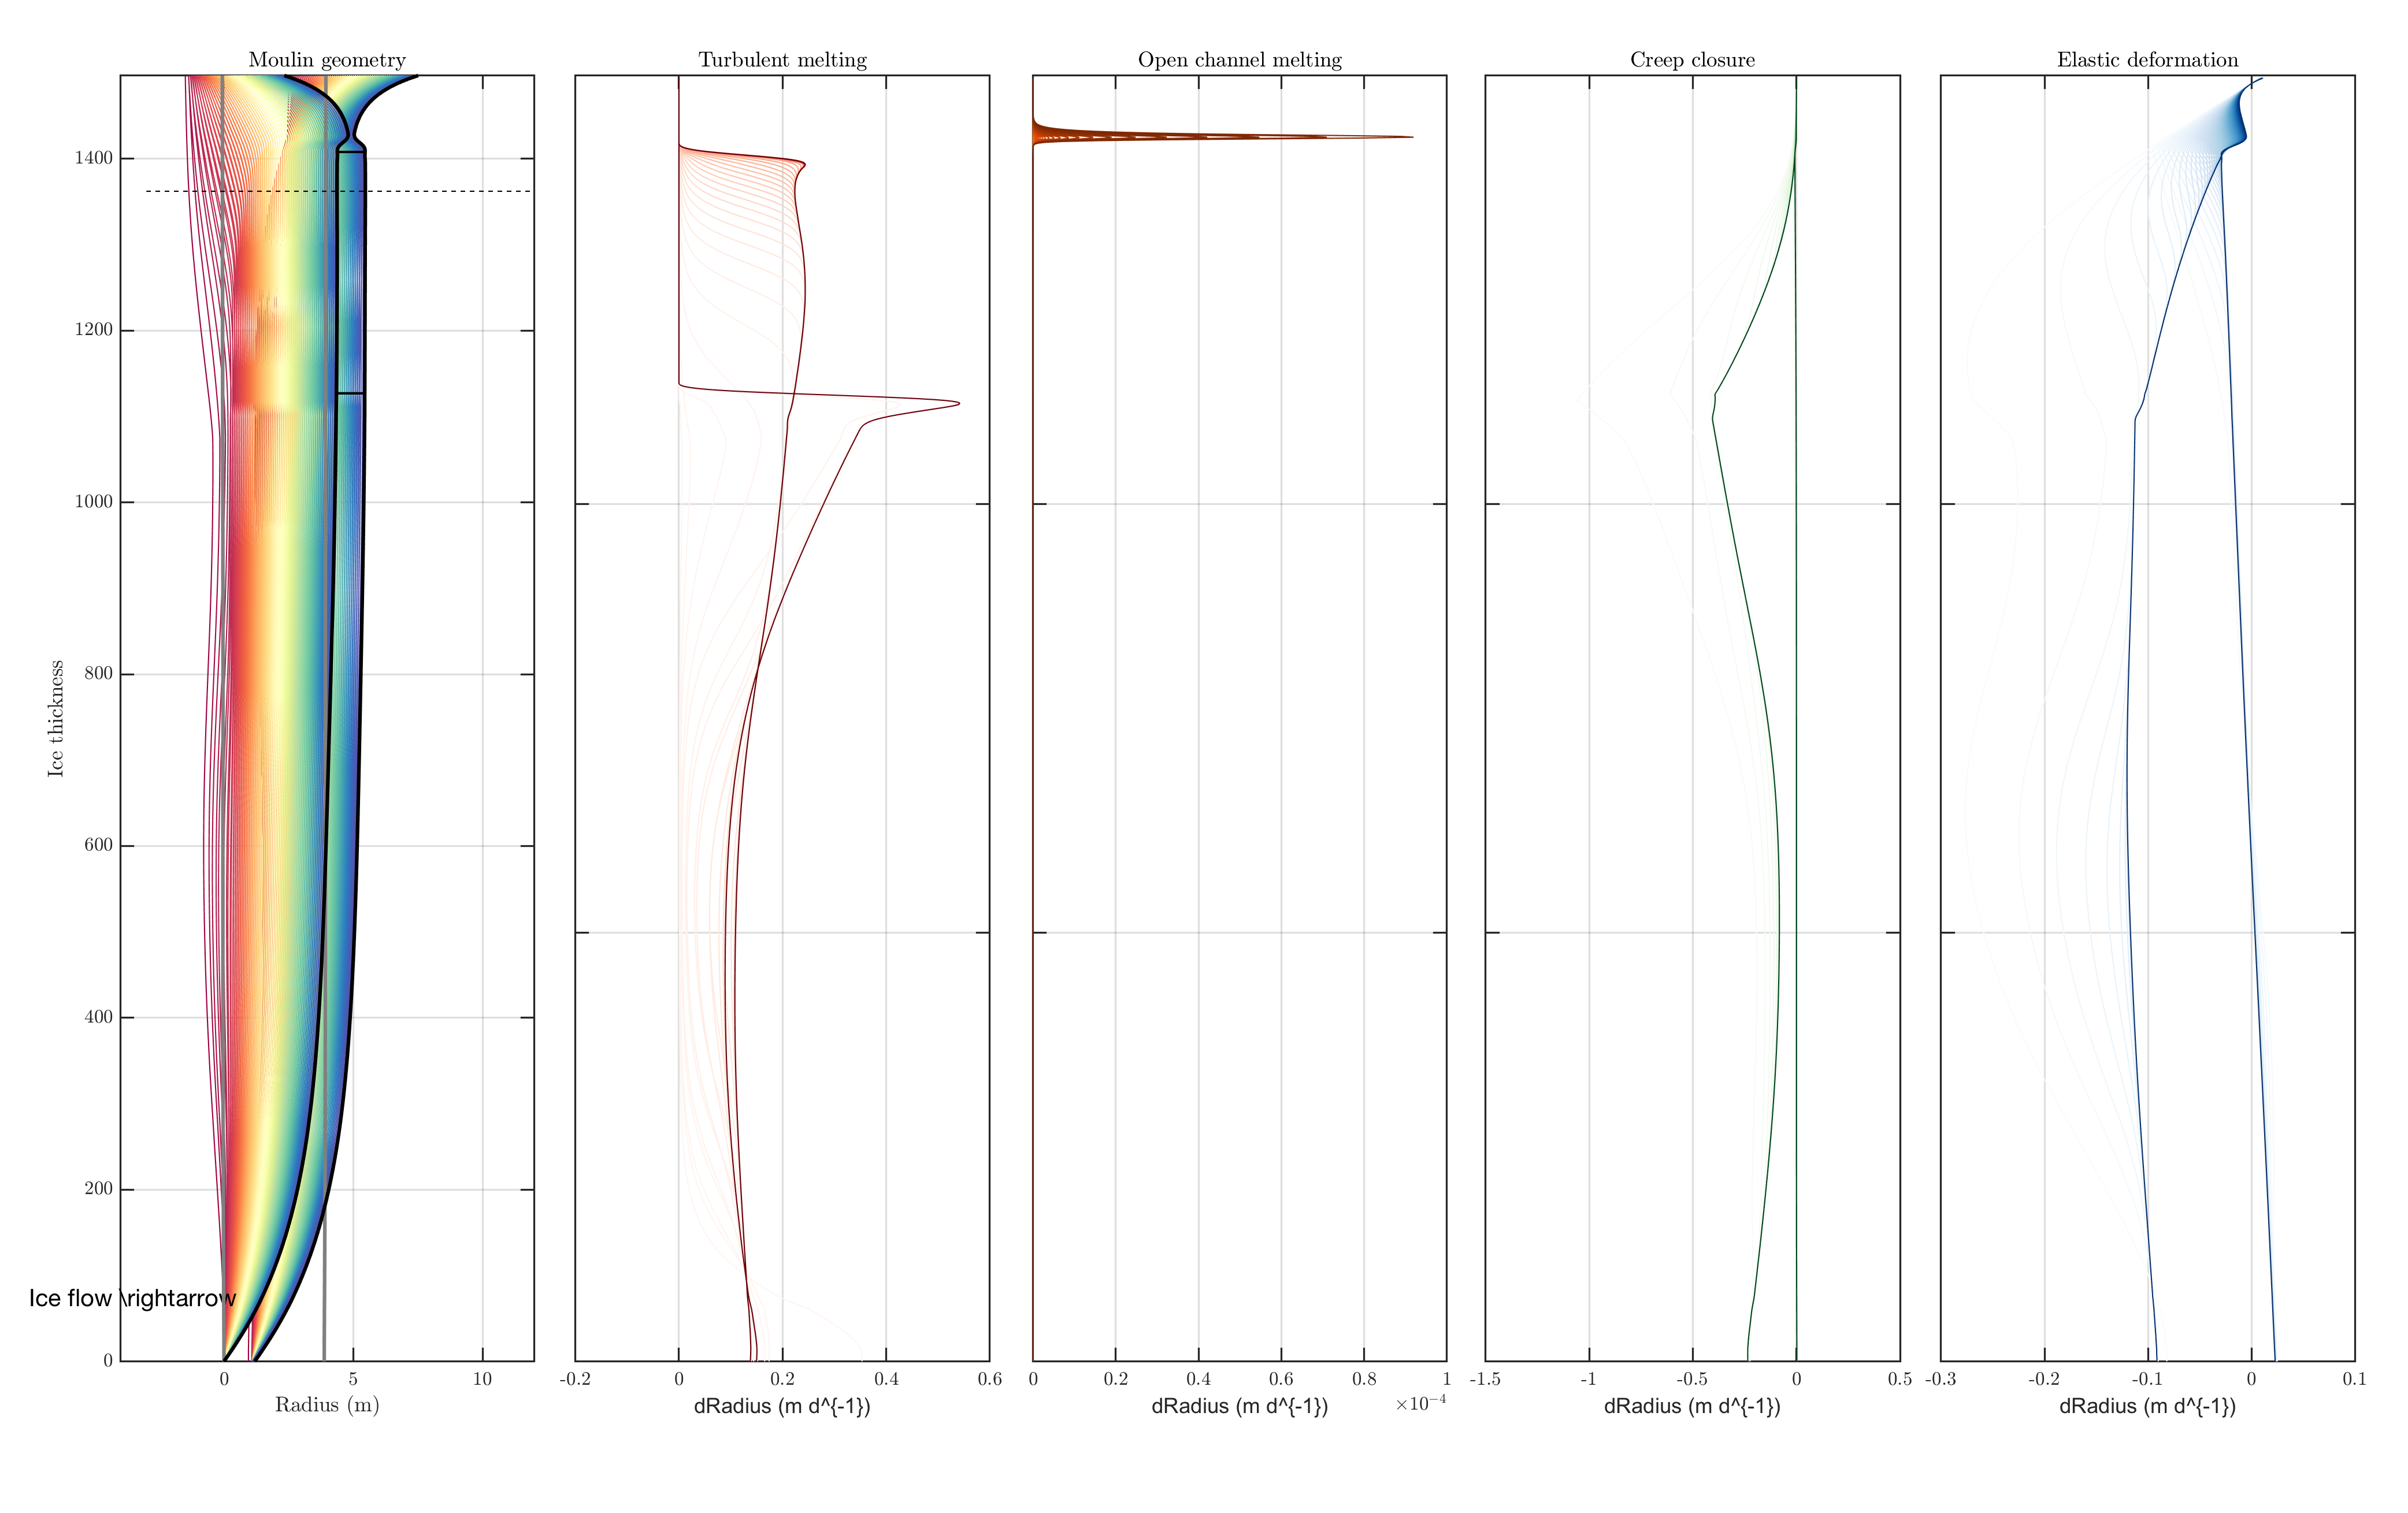 Moulin geometry
Turbulent melting
Open channel melting
Creep closure
Elastic deformation
Ice thickness
1400
1200
1000
800
600
400
200
0
Ice flow \rightarrow
0 5 10
-0.2 0 0.2 0.4 0.6
0 0.2 0.4 0.6 0.8 1
-1.5 -1 -0.5 0 0.5
-0.3 -0.2 -0.1 0 0.1
Radius (m)
dRadius (m d^{-1})
dRadius (m d^{-1})
×10⁻⁴
dRadius (m d^{-1})
dRadius (m d^{-1})